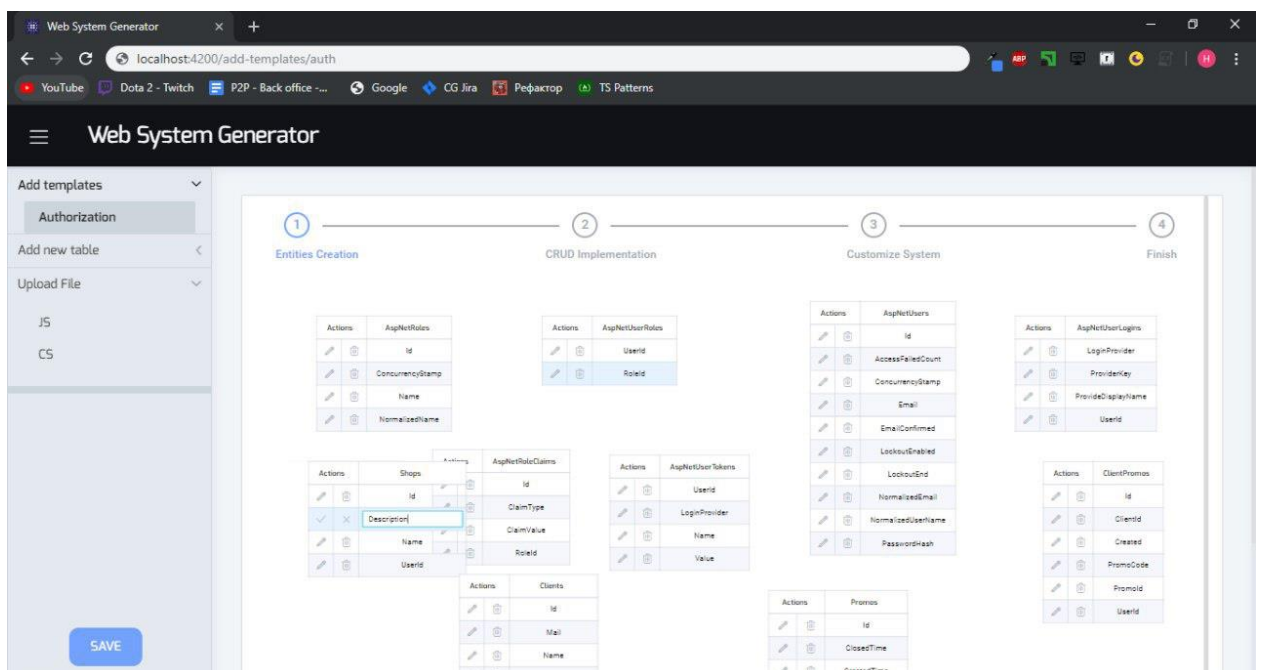 Web System Generator
localhost:4200/add-templates/auth
YouTube
Dota 2 - Twitch
P2P - Back office -...
Google
CG Jira
Рефактор
TS Patterns
Web System Generator
Add templates
Authorization
Add new table
Upload File
JS
CS
SAVE
1
2
3
4
Entities Creation
CRUD Implementation
Customize System
Finish
Actions AspNetRoles
Id
ConcurrencyStamp
Name
NormalizedName
Actions AspNetUserRoles
UserId
RoleId
Actions AspNetUsers
Id
AccessFailedCount
ConcurrencyStamp
Email
EmailConfirmed
LockoutEnabled
LockoutEnd
NormalizedEmail
NormalizedUserName
PasswordHash
Actions AspNetUserLogins
LoginProvider
ProviderKey
ProvideDisplayName
UserId
Actions Shops
Id
Description
Name
UserId
AspNetRoleClaims
Id
ClaimType
ClaimValue
RoleId
Actions AspNetUserTokens
UserId
LoginProvider
Name
Value
Actions ClientPromos
Id
ClientId
Created
PromoCode
PromoId
UserId
Actions Clients
Id
Mail
Name
Actions Promos
Id
ClosedTime